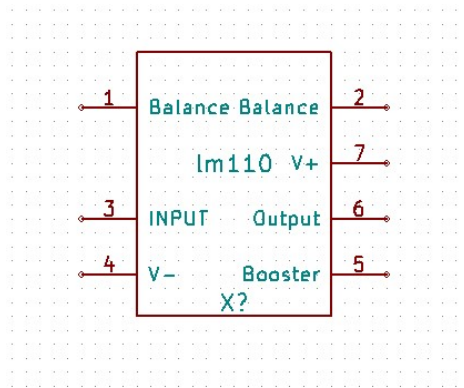 1 Balance Balance 2
lm110 V+ 7
3 INPUT Output 6
4 V- Booster 5
X?